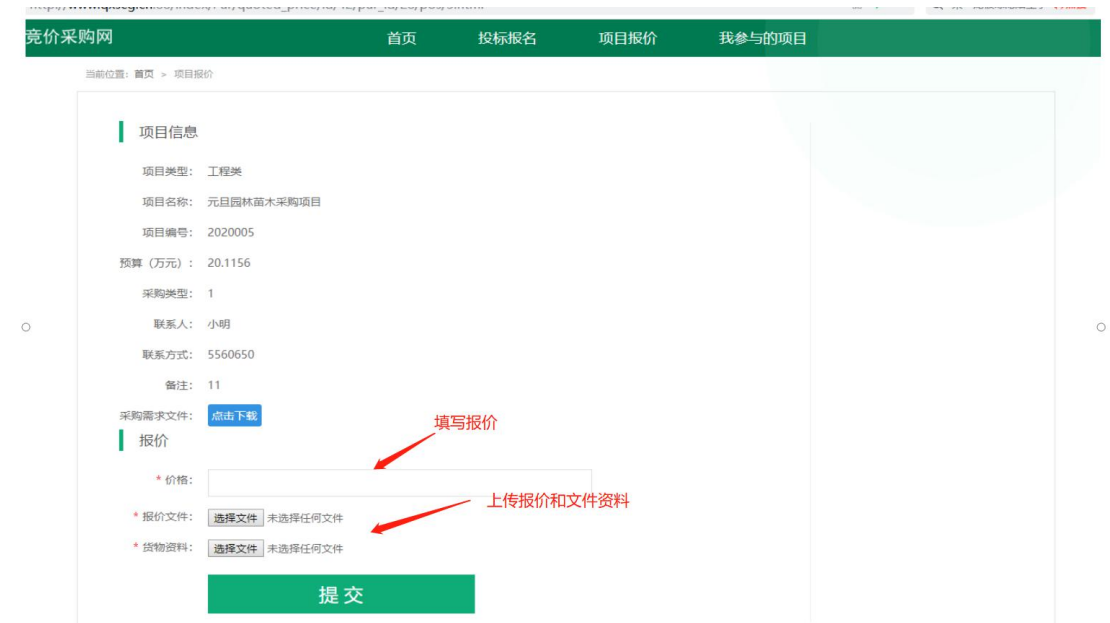 竞价采购网 首页 投标报名 项目报价 我参与的项目
当前位置: 首页 > 项目报价
项目信息
项目类型: 工程类
项目名称: 元旦园林苗木采购项目
项目编号: 2020005
预算 (万元) : 20.1156
采购类型: 1
联系人: 小明
联系方式: 5560650
备注: 11
采购需求文件: 点击下载
填写报价
报价
* 价格:
上传报价和文件资料
* 报价文件: 选择文件 未选择任何文件
* 货物资料: 选择文件 未选择任何文件
提交